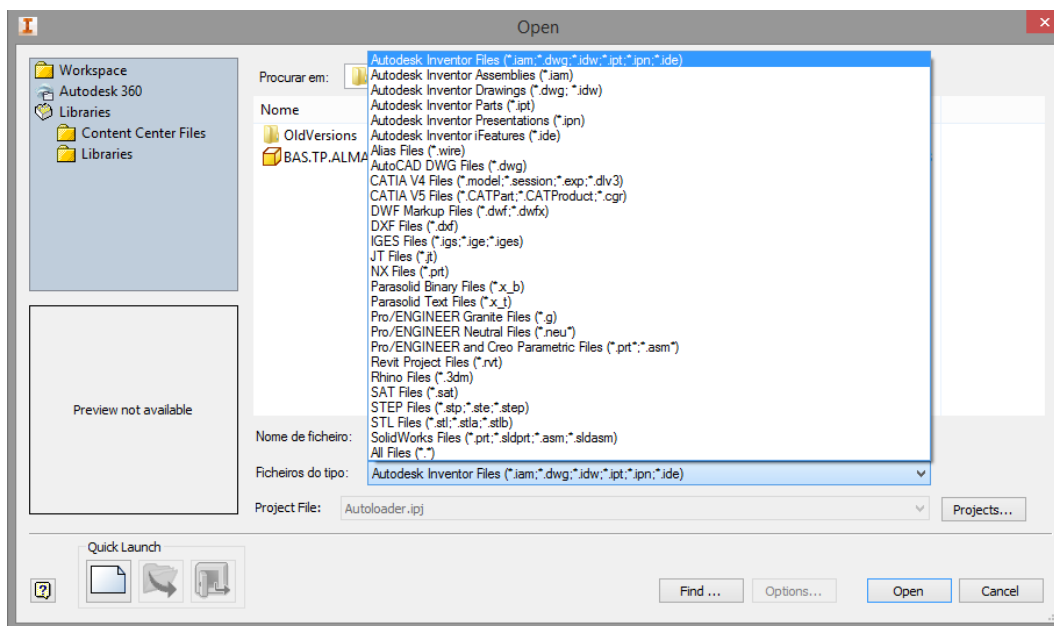 Open
Workspace
Autodesk 360
Libraries
Content Center Files
Libraries
Preview not available
Procurar em:
Nome
OldVersions
BAS.TP.ALMA
Autodesk Inventor Files (*.iam;*.dwg;*.idw;*.ipt;*.ipn;*.ide)
Autodesk Inventor Assemblies (*.iam)
Autodesk Inventor Drawings (*.dwg; *.idw)
Autodesk Inventor Parts (*.ipt)
Autodesk Inventor Presentations (*.ipn)
Autodesk Inventor iFeatures (*.ide)
Alias Files (*.wire)
AutoCAD DWG Files (*.dwg)
CATIA V4 Files (*.model;*.session;*.exp;*.dlv3)
CATIA V5 Files (*.CATPart;*.CATProduct;*.cgr)
DWF Markup Files (*.dwf;*.dwfx)
DXF Files (*.dxf)
IGES Files (*.igs;*.ige;*.iges)
JT Files (*.jt)
NX Files (*.prt)
Parasolid Binary Files (*.x_b)
Parasolid Text Files (*.x_t)
Pro/ENGINEER Granite Files (*.g)
Pro/ENGINEER Neutral Files (*.neu*)
Pro/ENGINEER and Creo Parametric Files (*.prt*;*.asm*)
Revit Project Files (*.rvt)
Rhino Files (*.3dm)
SAT Files (*.sat)
STEP Files (*.stp;*.ste;*.step)
STL Files (*.stl;*.stla;*.stlb)
SolidWorks Files (*.prt;*.sldprt;*.asm;*.sldasm)
All Files (*.*)
Nome de ficheiro:
Ficheiros do tipo: Autodesk Inventor Files (*.iam;*.dwg;*.idw;*.ipt;*.ipn;*.ide)
Project File: Autoloader.ipj Projects...
Quick Launch
Find ... Options... Open Cancel